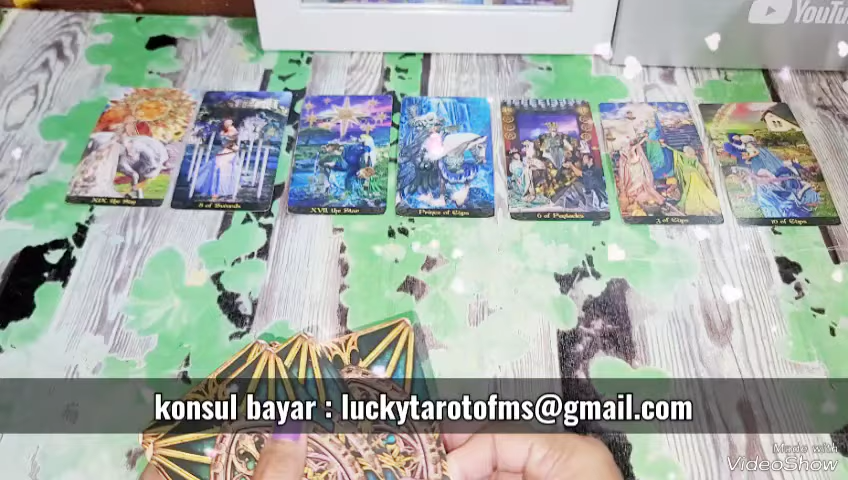 YouTube
XIX. the Sun
8 of Swords
XVII the Star
Prince of Cups
6 of Pentacles
3 of Cups
10 of Cups
konsul bayar : luckytarotofms@gmail.com
Made with
VideoShow